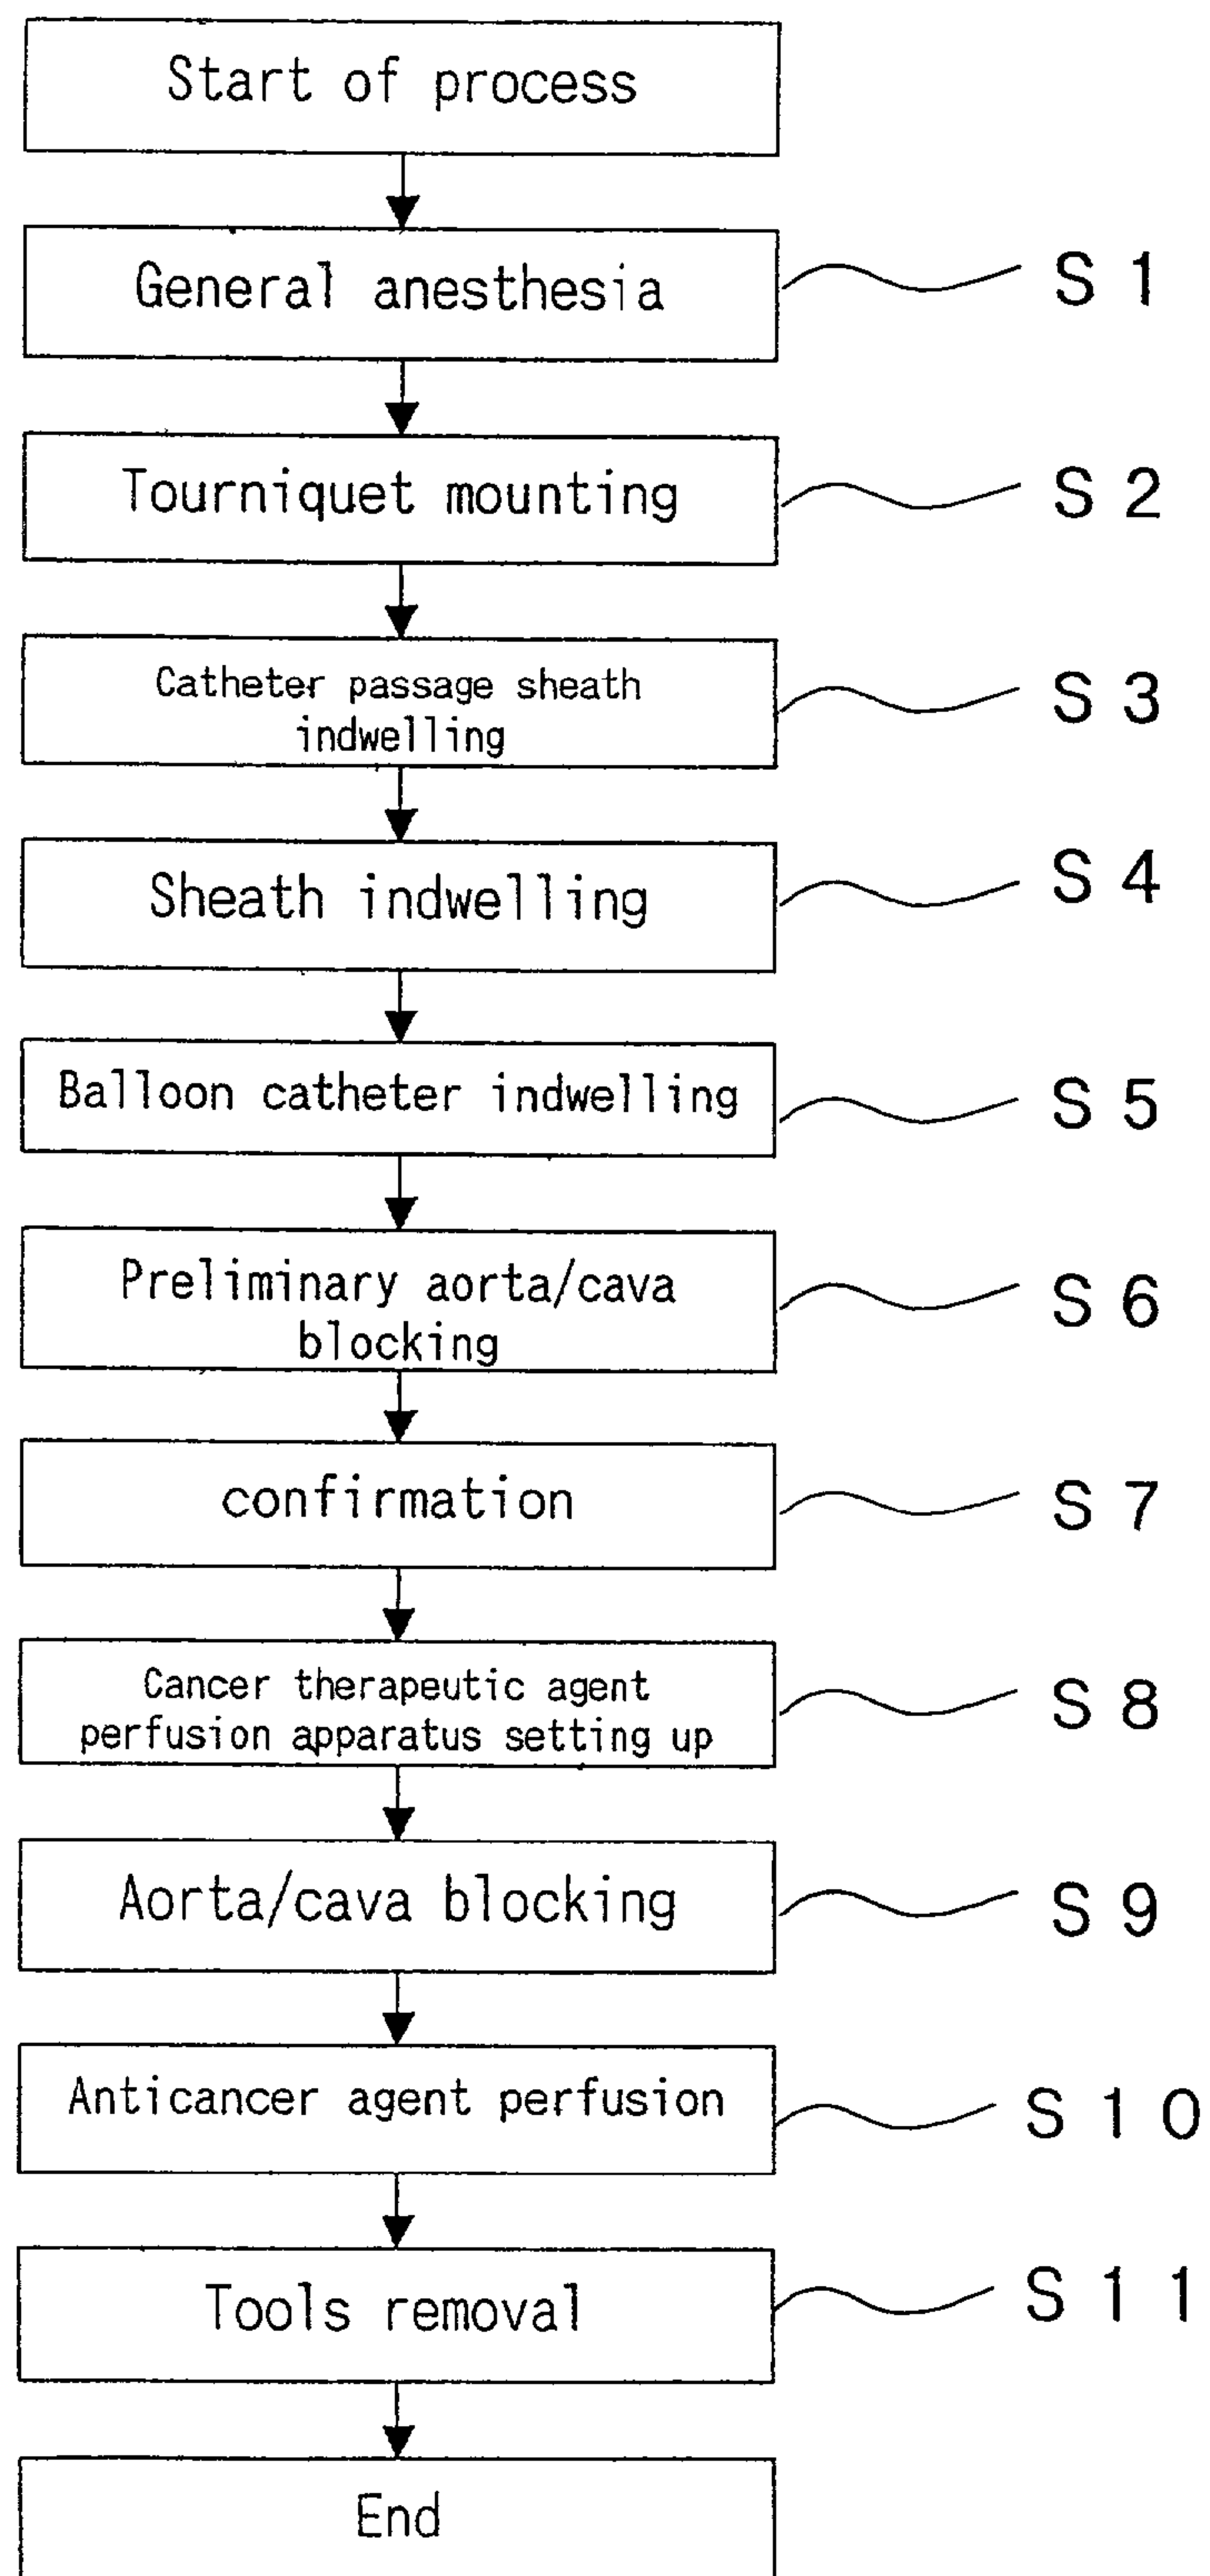 Start of process
General anesthesia
S 1
Tourniquet mounting
S 2
Catheter passage sheath
indwelling
S 3
Sheath indwelling
S 4
Balloon catheter indwelling
S 5
Preliminary aorta/cava
blocking
S 6
confirmation
S 7
Cancer therapeutic agent
perfusion apparatus setting up
S 8
Aorta/cava blocking
S 9
Anticancer agent perfusion
S 1 0
Tools removal
S 1 1
End